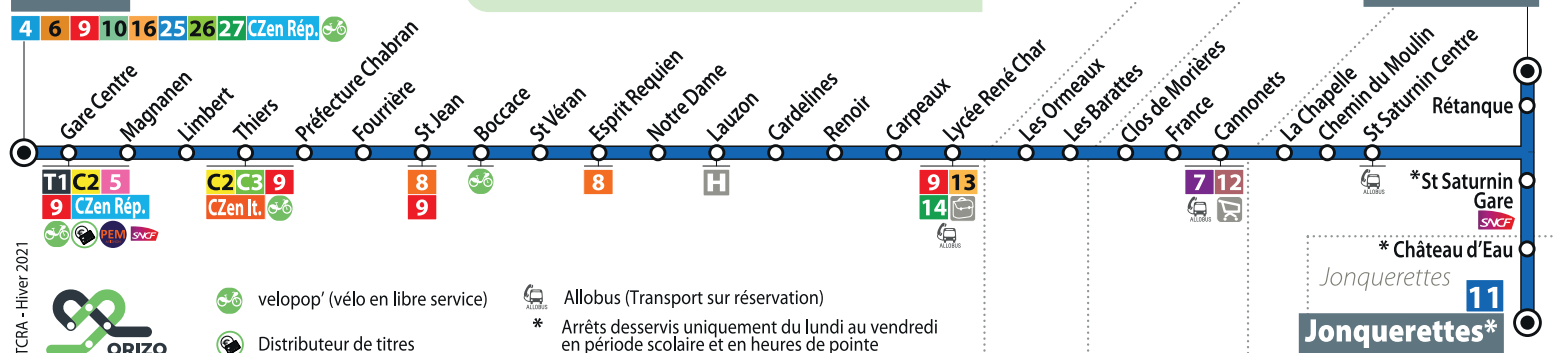 4 6 9 10 16 25 26 27 CZen Rép.
Gare Centre
Magnanen
Limbert
Thiers
Préfecture Chabran
Fourrière
St Jean
Boccace
St Véran
Esprit Requien
Notre Dame
Lauzon
Cardelines
Renoir
Carpeaux
Lycée René Char
Les Ormeaux
Les Barattes
Clos de Morières
France
Cannonets
La Chapelle
Chemin du Moulin
St Saturnin Centre
Rétanque
*St Saturnin
Gare
SNCF
* Château d'Eau
Jonquerettes
11
Jonquerettes*
T1 C2 5
9 CZen Rép.
PEM SNCF
C2 C3 9
CZen It.
8
9
8
H
9 13
14
ALLOBUS
7 12
ALLOBUS
ALLOBUS
TCRA - Hiver 2021
ORIZO
velopop' (vélo en libre service)
Distributeur de titres
ALLOBUS
Allobus (Transport sur réservation)
* Arrêts desservis uniquement du lundi au vendredi
en période scolaire et en heures de pointe